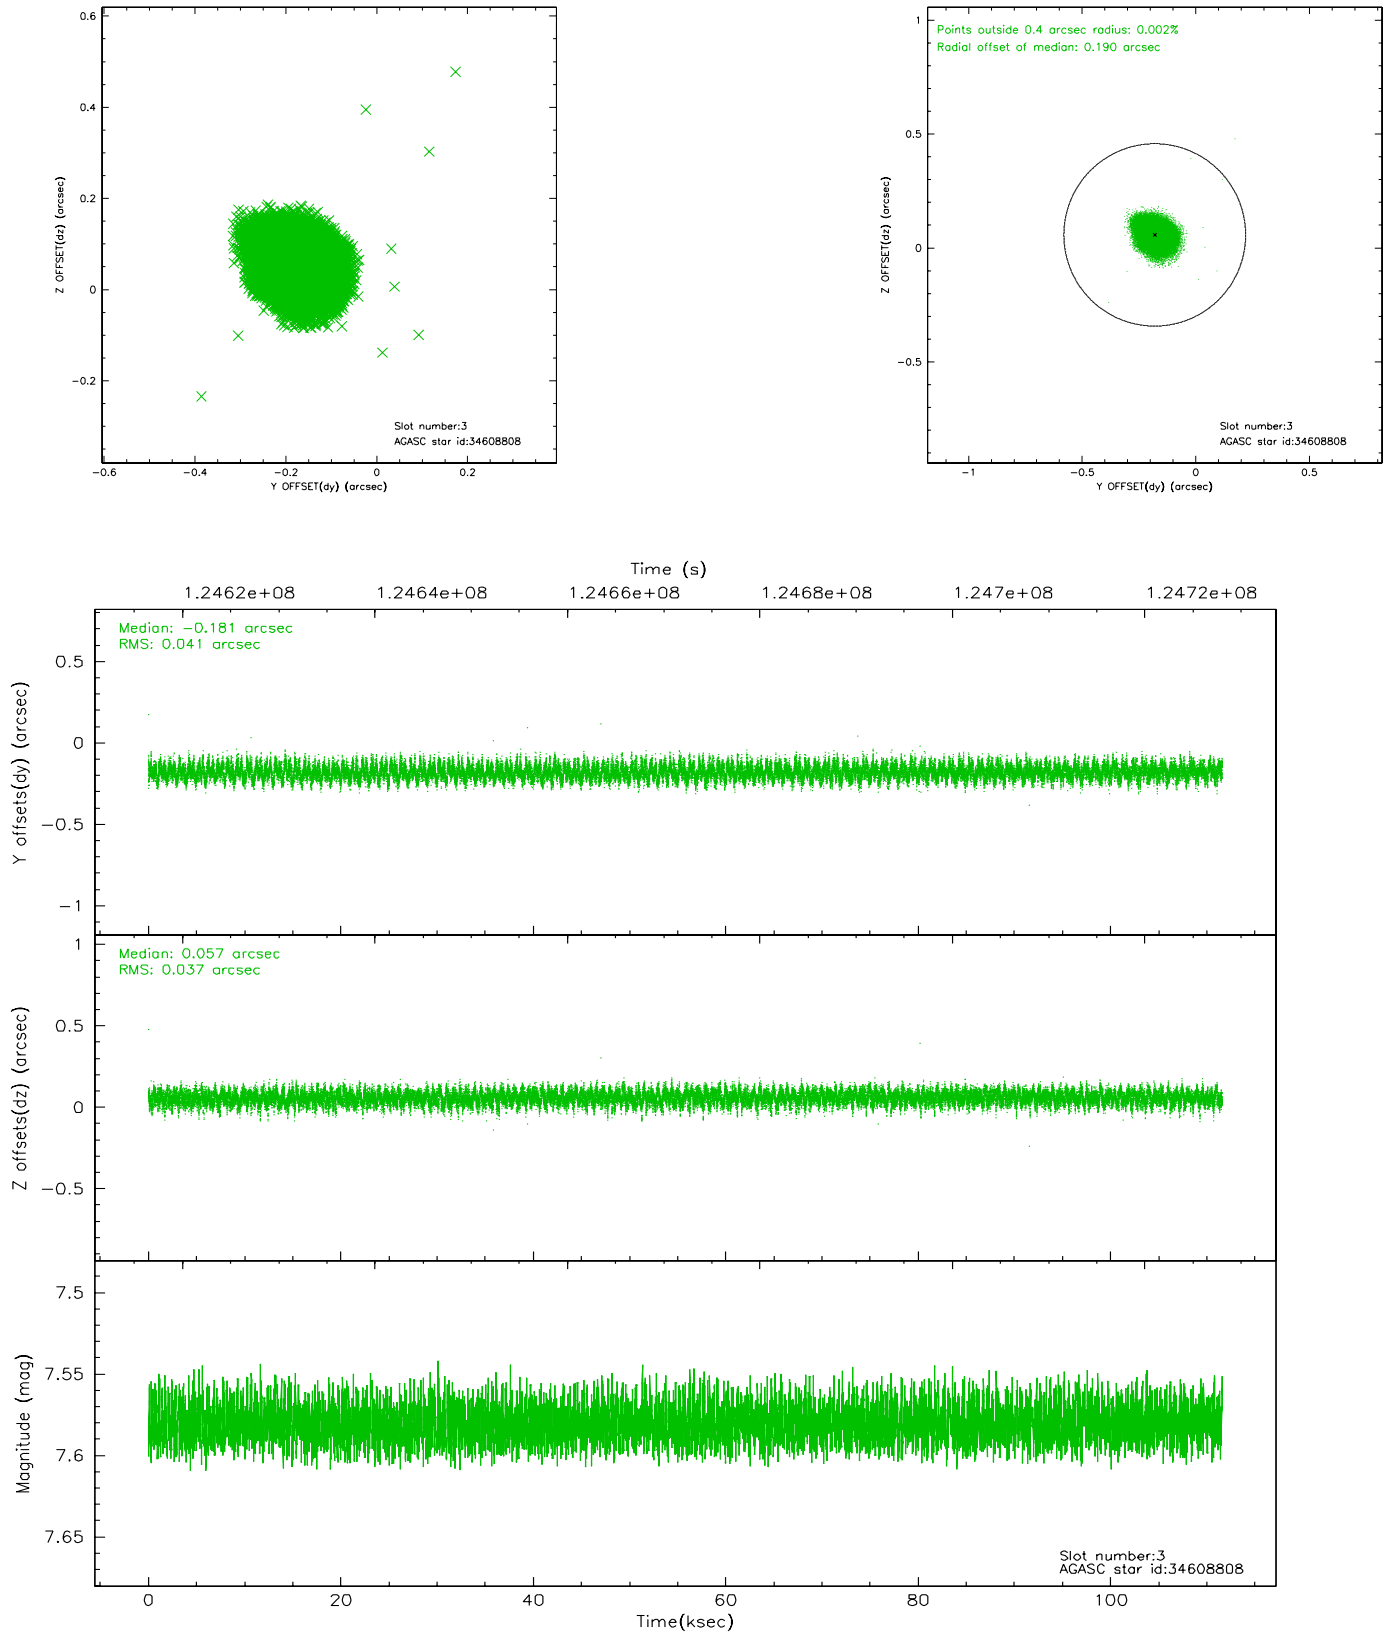 0.6
0.4
0.2
0
−0.2
Z OFFSET(dz) (arcsec)
Slot number:3
AGASC star id:34608808
−0.6 −0.4 −0.2 0 0.2
Y OFFSET(dy) (arcsec)
Points outside 0.4 arcsec radius: 0.002%
Radial offset of median: 0.190 arcsec
1
0.5
0
−0.5
Z OFFSET(dz) (arcsec)
Slot number:3
AGASC star id:34608808
−1 −0.5 0 0.5
Y OFFSET(dy) (arcsec)
Time (s)
1.2462e+08 1.2464e+08 1.2466e+08 1.2468e+08 1.247e+08 1.2472e+08
Median: −0.181 arcsec
RMS: 0.041 arcsec
0.5
0
−0.5
−1
Y offsets(dy) (arcsec)
Median: 0.057 arcsec
RMS: 0.037 arcsec
1
0.5
0
−0.5
Z offsets(dz) (arcsec)
7.5
7.55
7.6
7.65
Magnitude (mag)
Slot number:3
AGASC star id:34608808
0 20 40 60 80 100
Time(ksec)